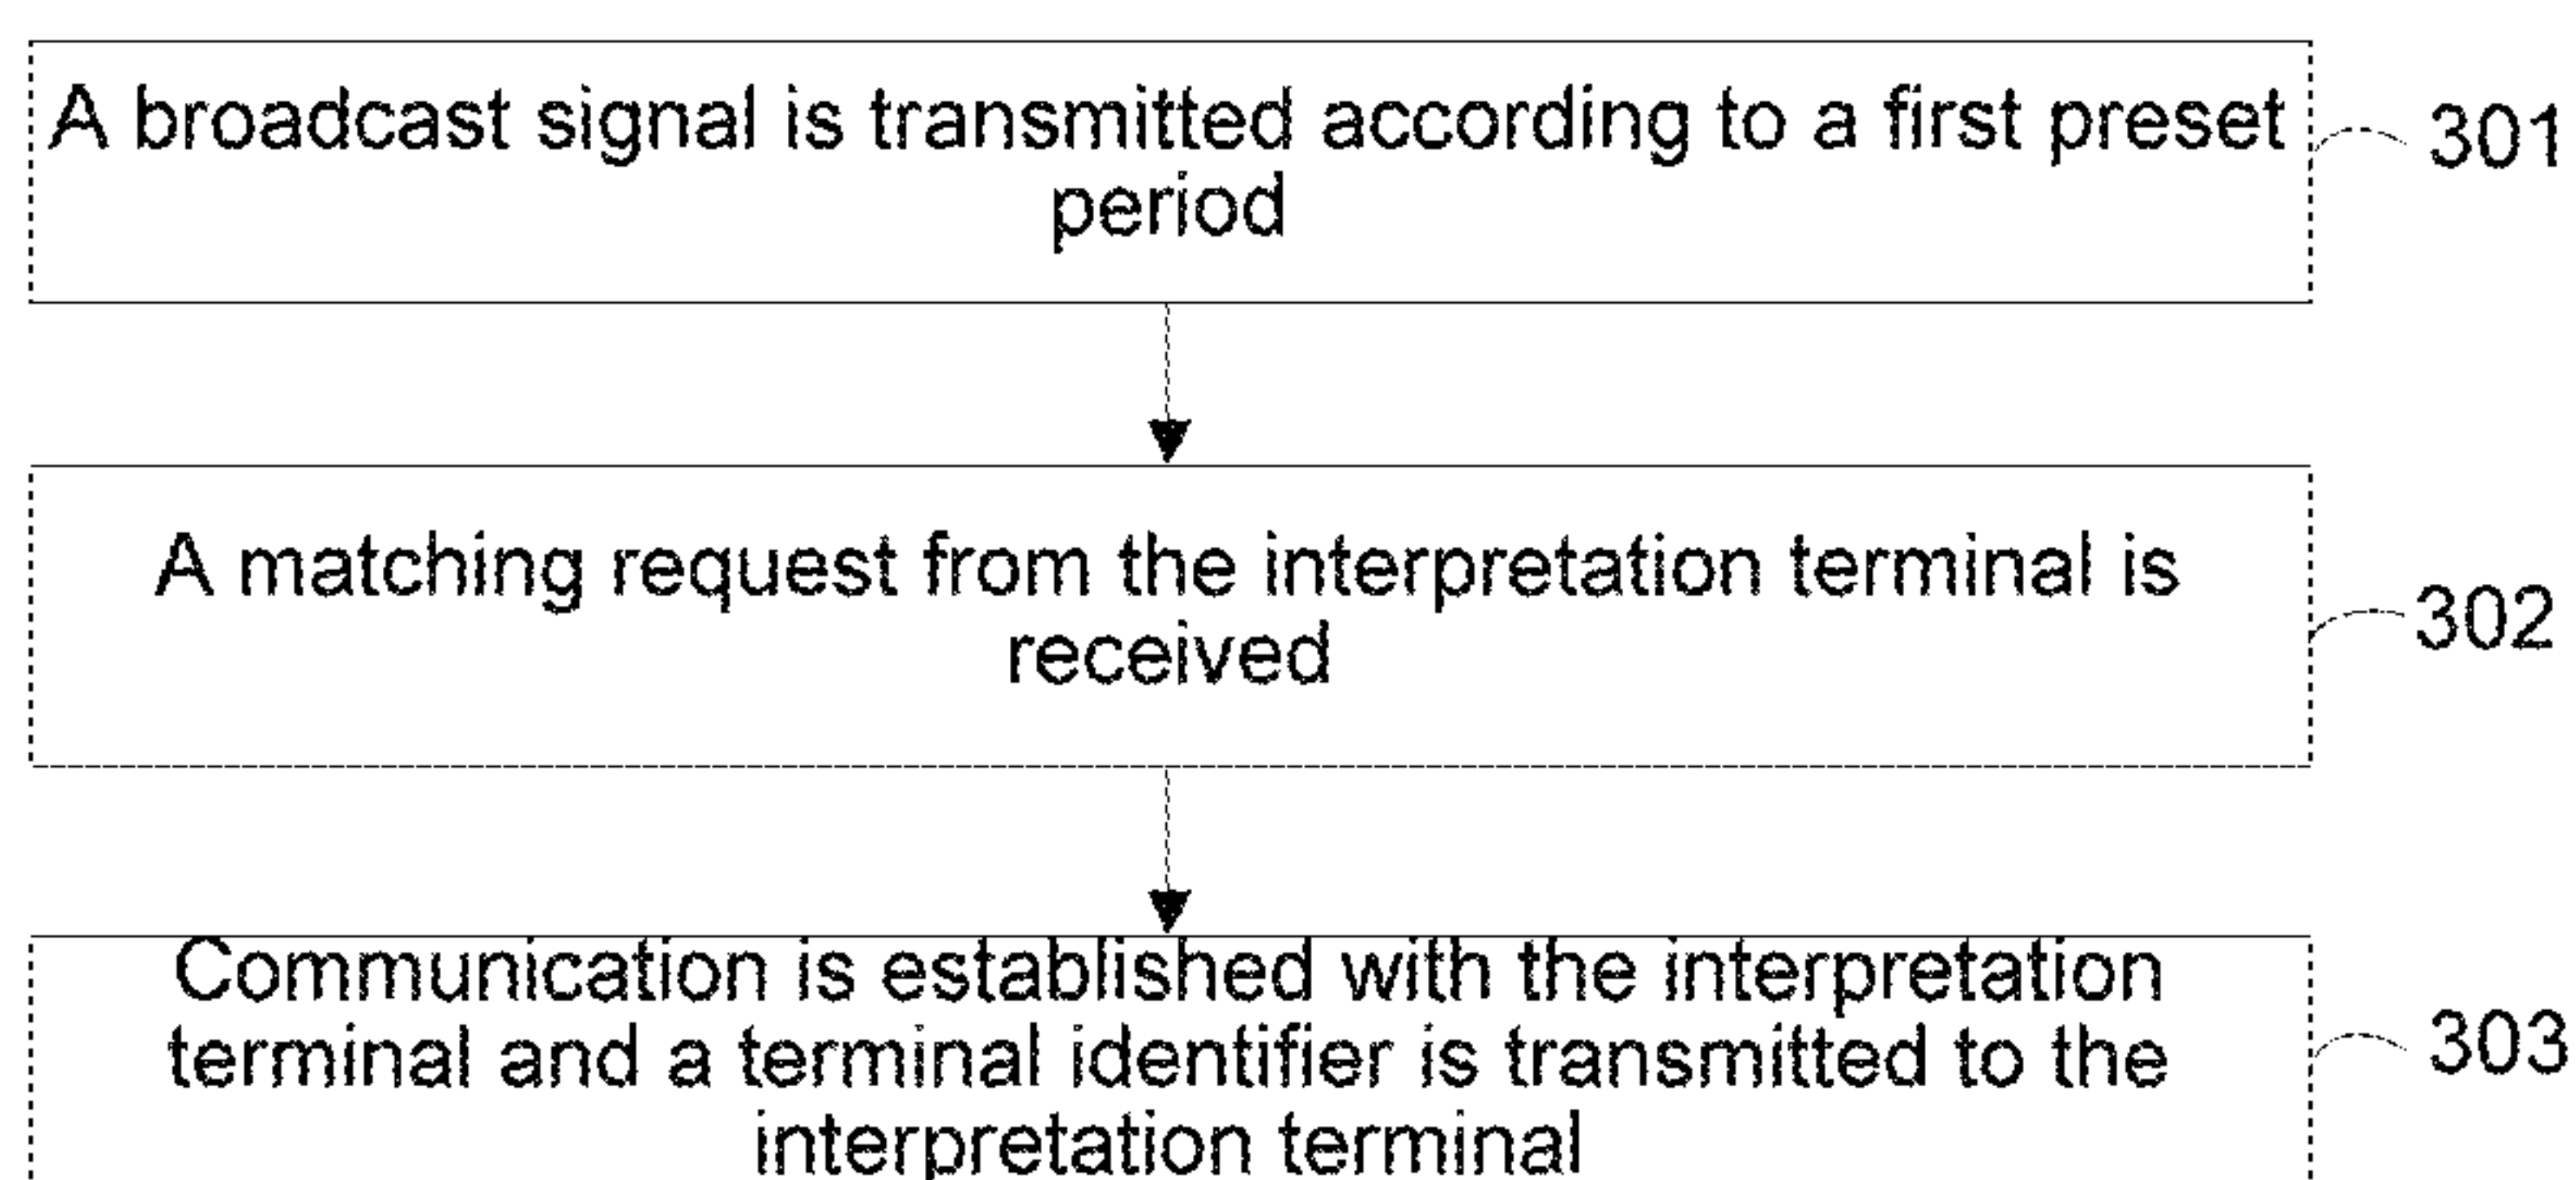 A broadcast signal is transmitted according to a first preset
period
301
A matching request from the interpretation terminal is
received
302
Communication is established with the interpretation
terminal and a terminal identifier is transmitted to the
interpretation terminal
303